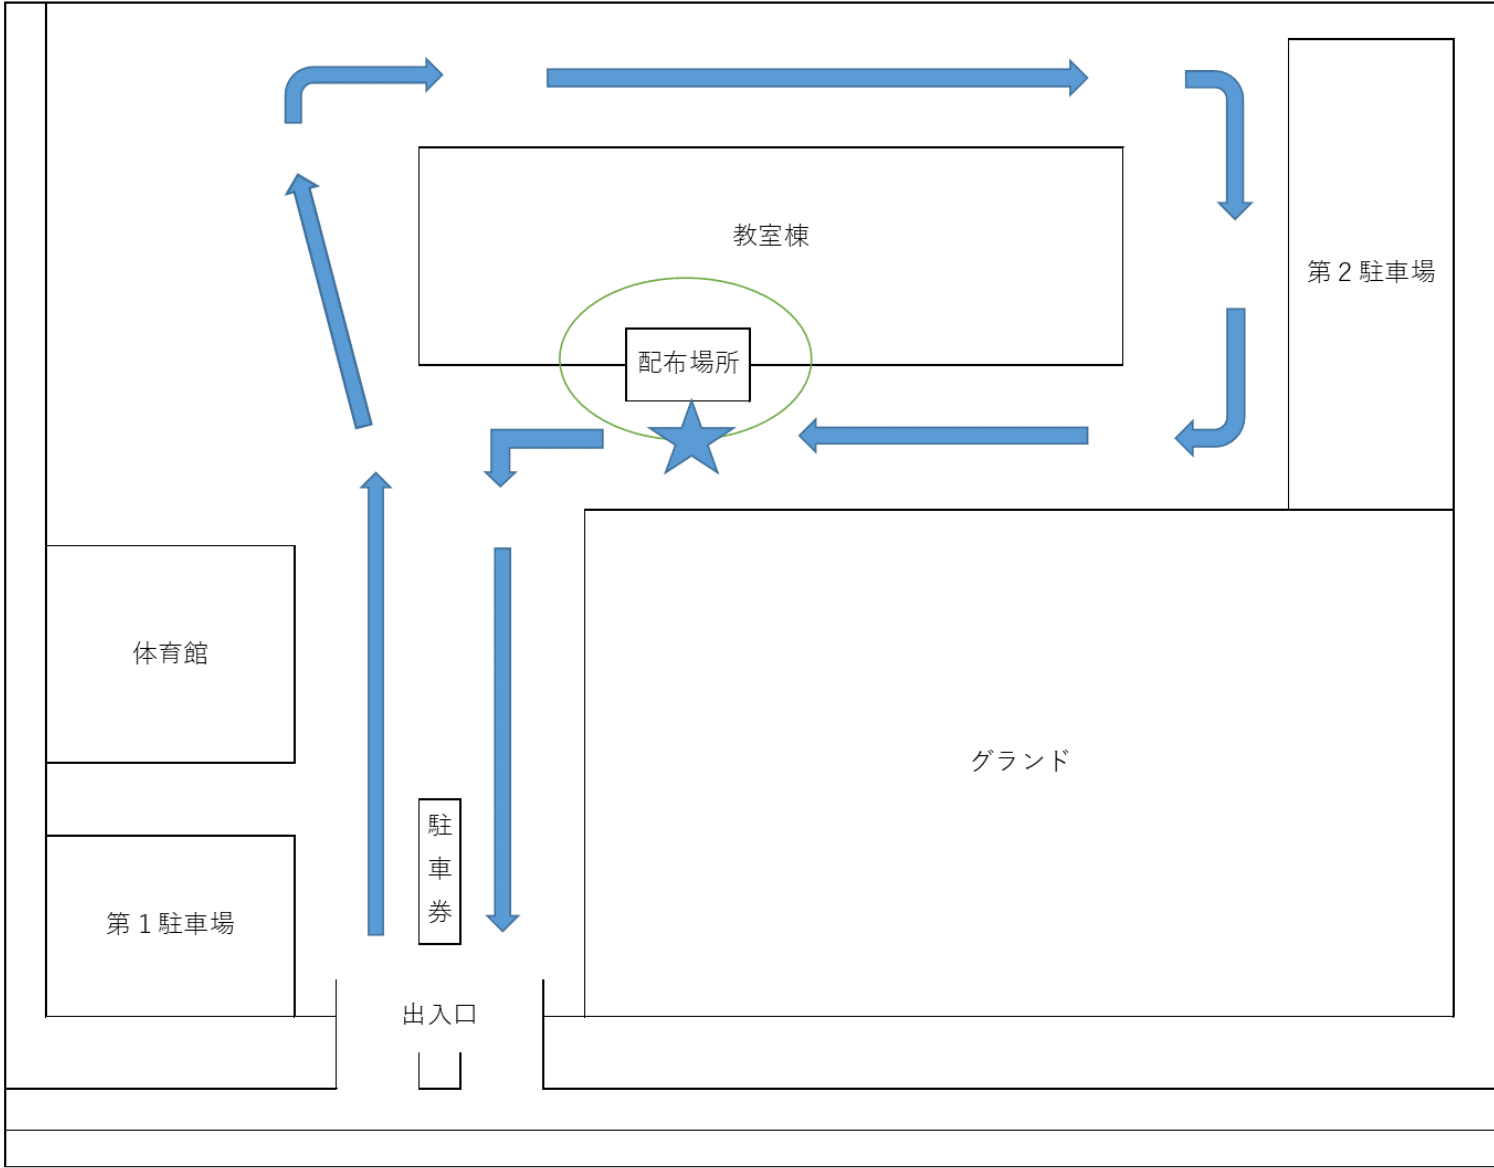 教室棟
第２駐車場
配布場所
体育館
グランド
駐車券
第１駐車場
出入口